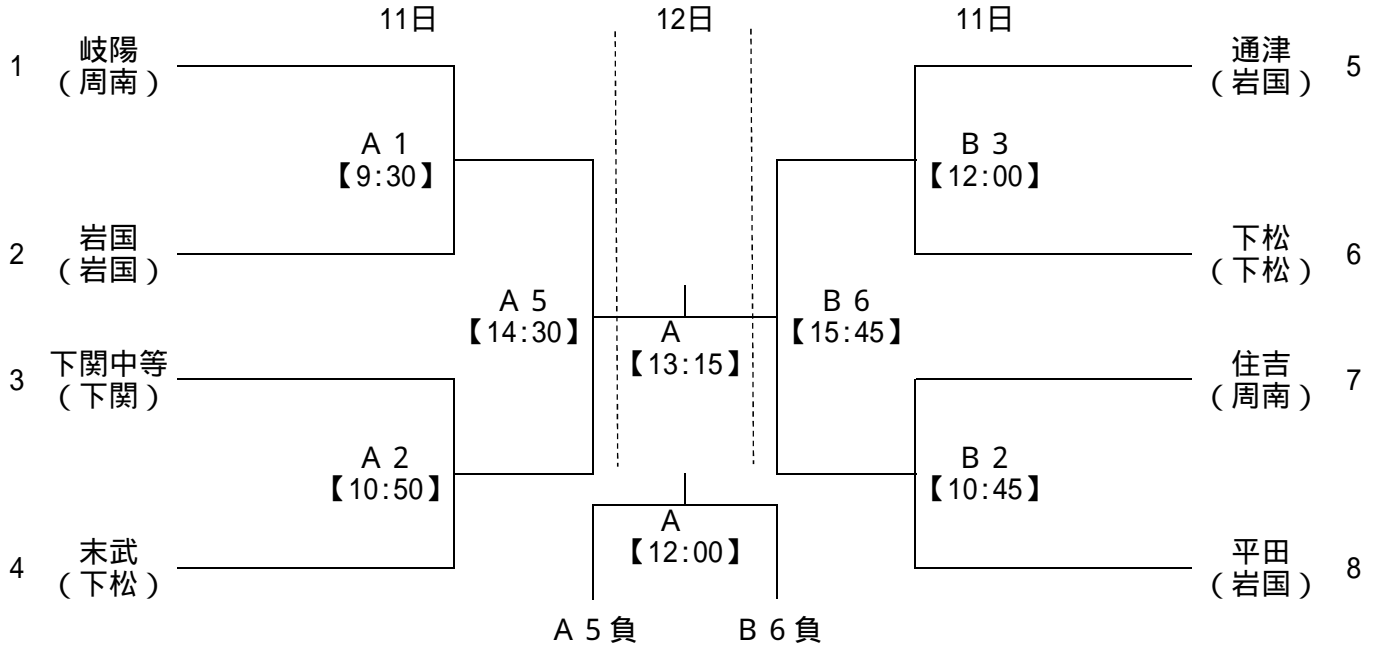 11日
12日
11日
1
岐陽
(周南)
A 1
【9:30】
2
岩国
(岩国)
A 5
【14:30】
3
下関中等
(下関)
A 2
【10:50】
4
末武
(下松)
A
【13:15】
A
【12:00】
A 5 負
B 6 負
通津
(岩国)
5
B 3
【12:00】
下松
(下松)
6
B 6
【15:45】
住吉
(周南)
7
B 2
【10:45】
平田
(岩国)
8